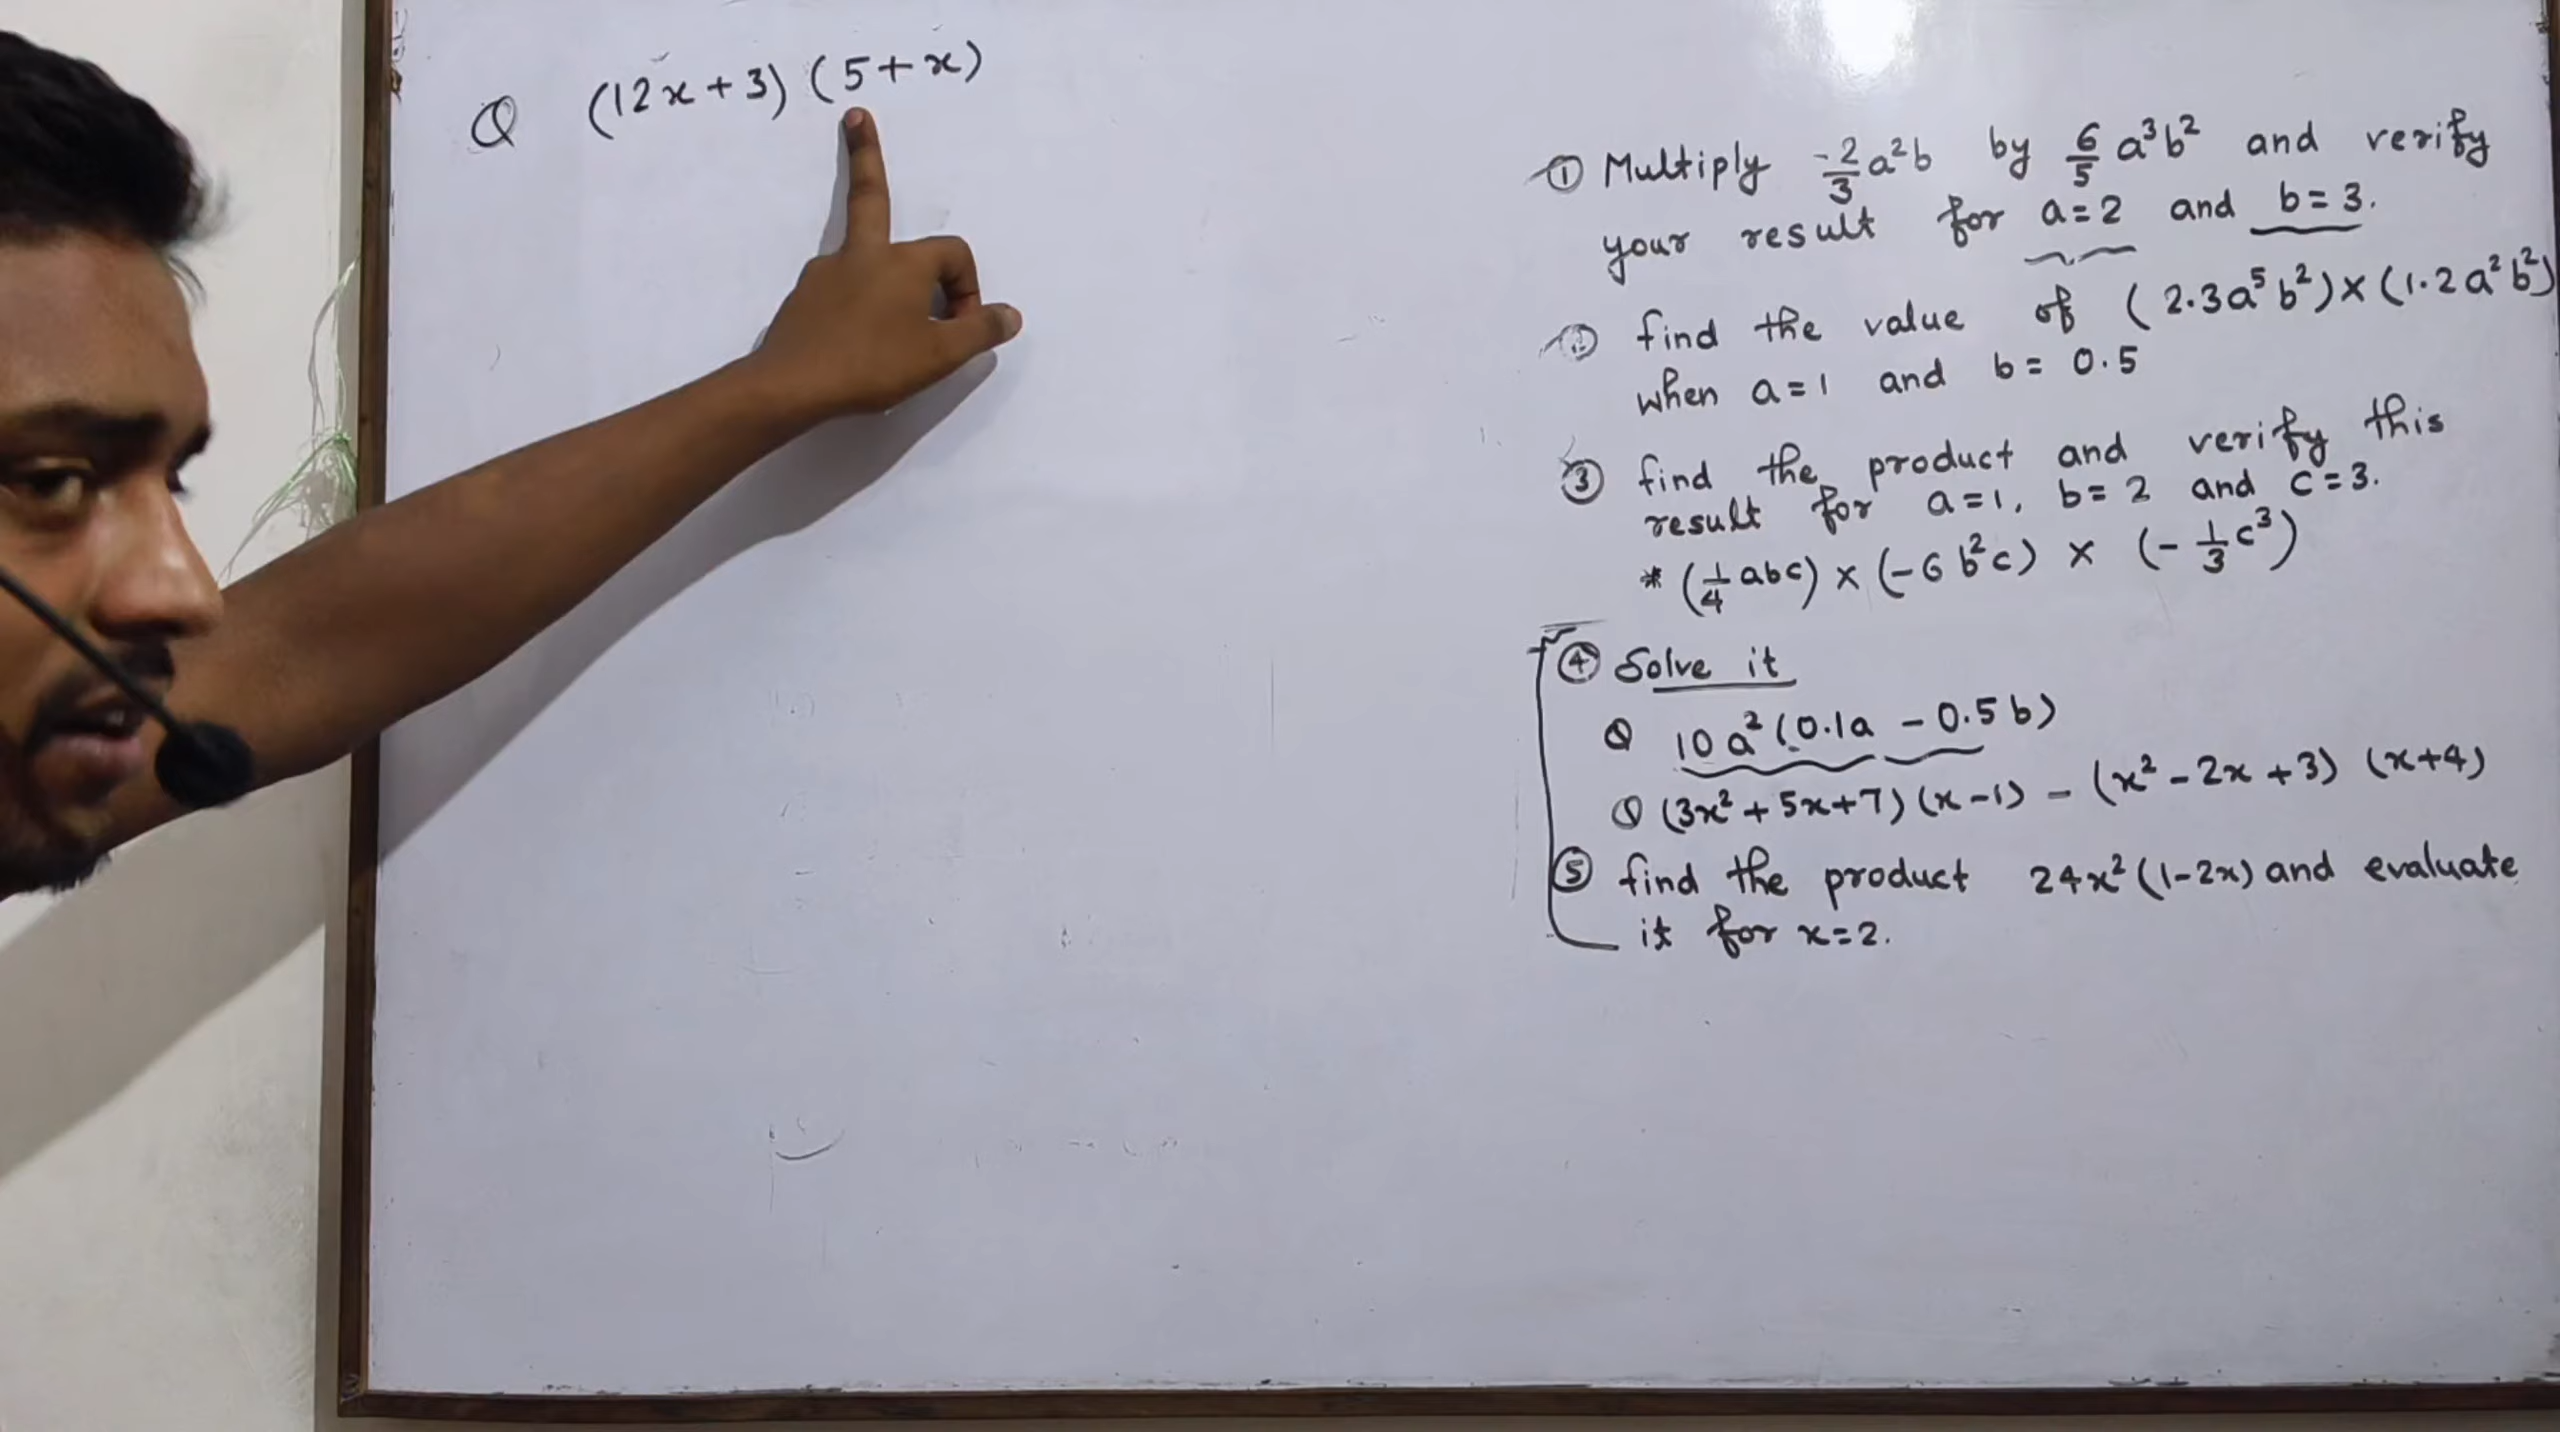 Q (12x + 3) (5 + x)
① Multiply -2/3 a²b by 6/5 a³b² and verify
your result for a = 2 and b = 3.
② find the value of (2.3a⁵b²) × (1.2a²b²)
when a = 1 and b = 0.5
③ find the product and verify this
result for a = 1, b = 2 and c = 3.
* (1/4 abc) × (-6b²c) × (- 1/3 c³)
④ Solve it
Q 10a² (0.1a - 0.5b)
Q (3x² + 5x + 7) (x - 1) - (x² - 2x + 3) (x + 4)
⑤ find the product 24x² (1 - 2x) and evaluate
it for x = 2.